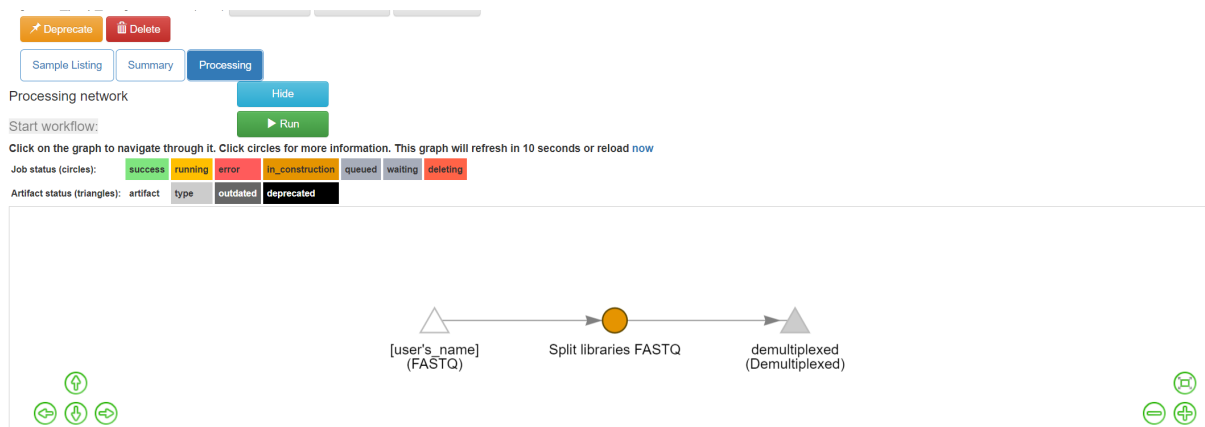 Deprecate Delete
Sample Listing Summary Processing
Processing network Hide
Start workflow: Run
Click on the graph to navigate through it. Click circles for more information. This graph will refresh in 10 seconds or reload now
Job status (circles): success running error in_construction queued waiting deleting
Artifact status (triangles): artifact type outdated deprecated
[user's_name]
(FASTQ)
Split libraries FASTQ
demultiplexed
(Demultiplexed)